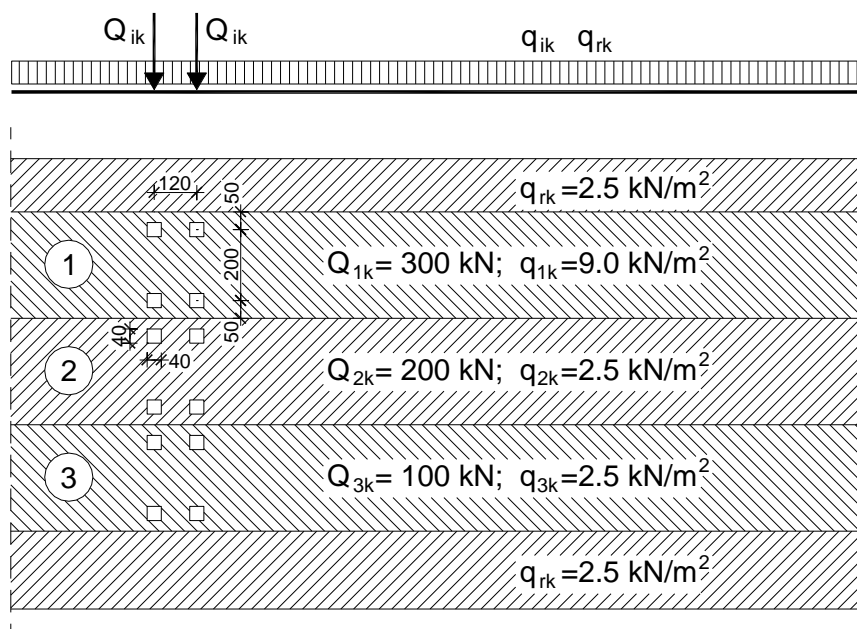 Q ik Q ik q ik q rk
120
50
q rk =2.5 kN/m²
1
200
Q 1k = 300 kN; q 1k =9.0 kN/m²
50
40
40
2
Q 2k = 200 kN; q 2k =2.5 kN/m²
3
Q 3k = 100 kN; q 3k =2.5 kN/m²
q rk =2.5 kN/m²